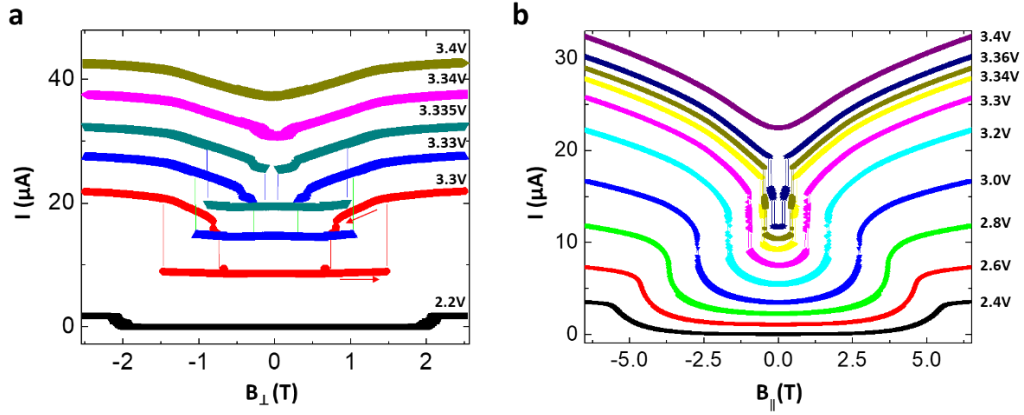 a
I (µA)
40
20
0
3.4V
3.34V
3.335V
3.33V
3.3V
2.2V
-2
-1
0
1
2
B⊥(T)
b
I (µA)
30
20
10
0
3.4V
3.36V
3.34V
3.3V
3.2V
3.0V
2.8V
2.6V
2.4V
-5.0
-2.5
0.0
2.5
5.0
B∥(T)